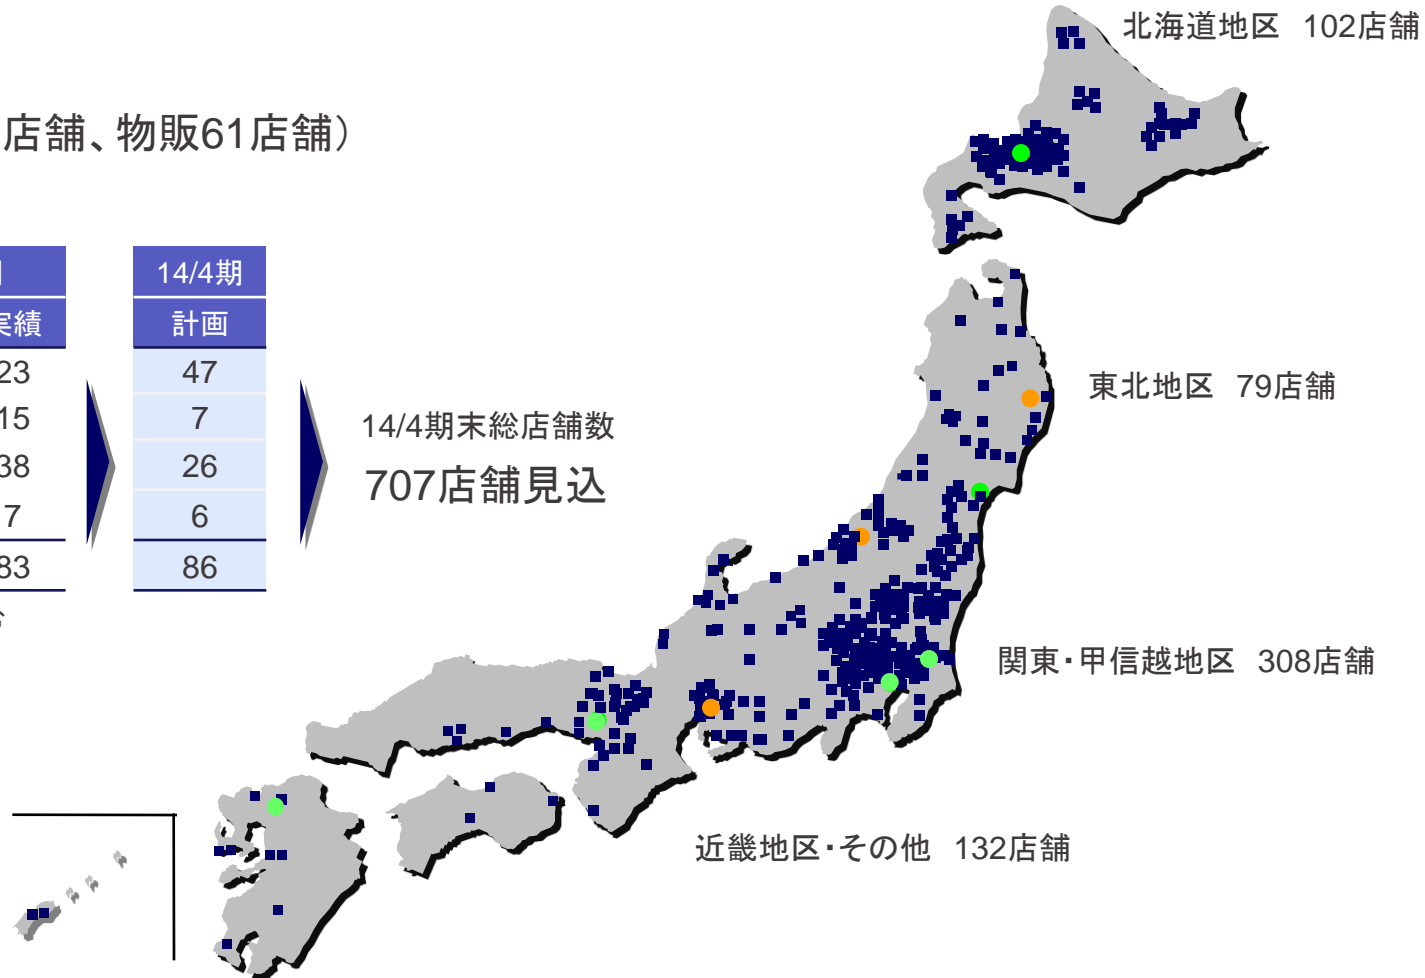 北海道地区 102店舗
店舗、物販61店舗）
14/4期
実績 計画
23 47
東北地区 79店舗
15 7
14/4期末総店舗数
38 26
707店舗見込
7 6
83 86
関東・甲信越地区 308店舗
近畿地区・その他 132店舗